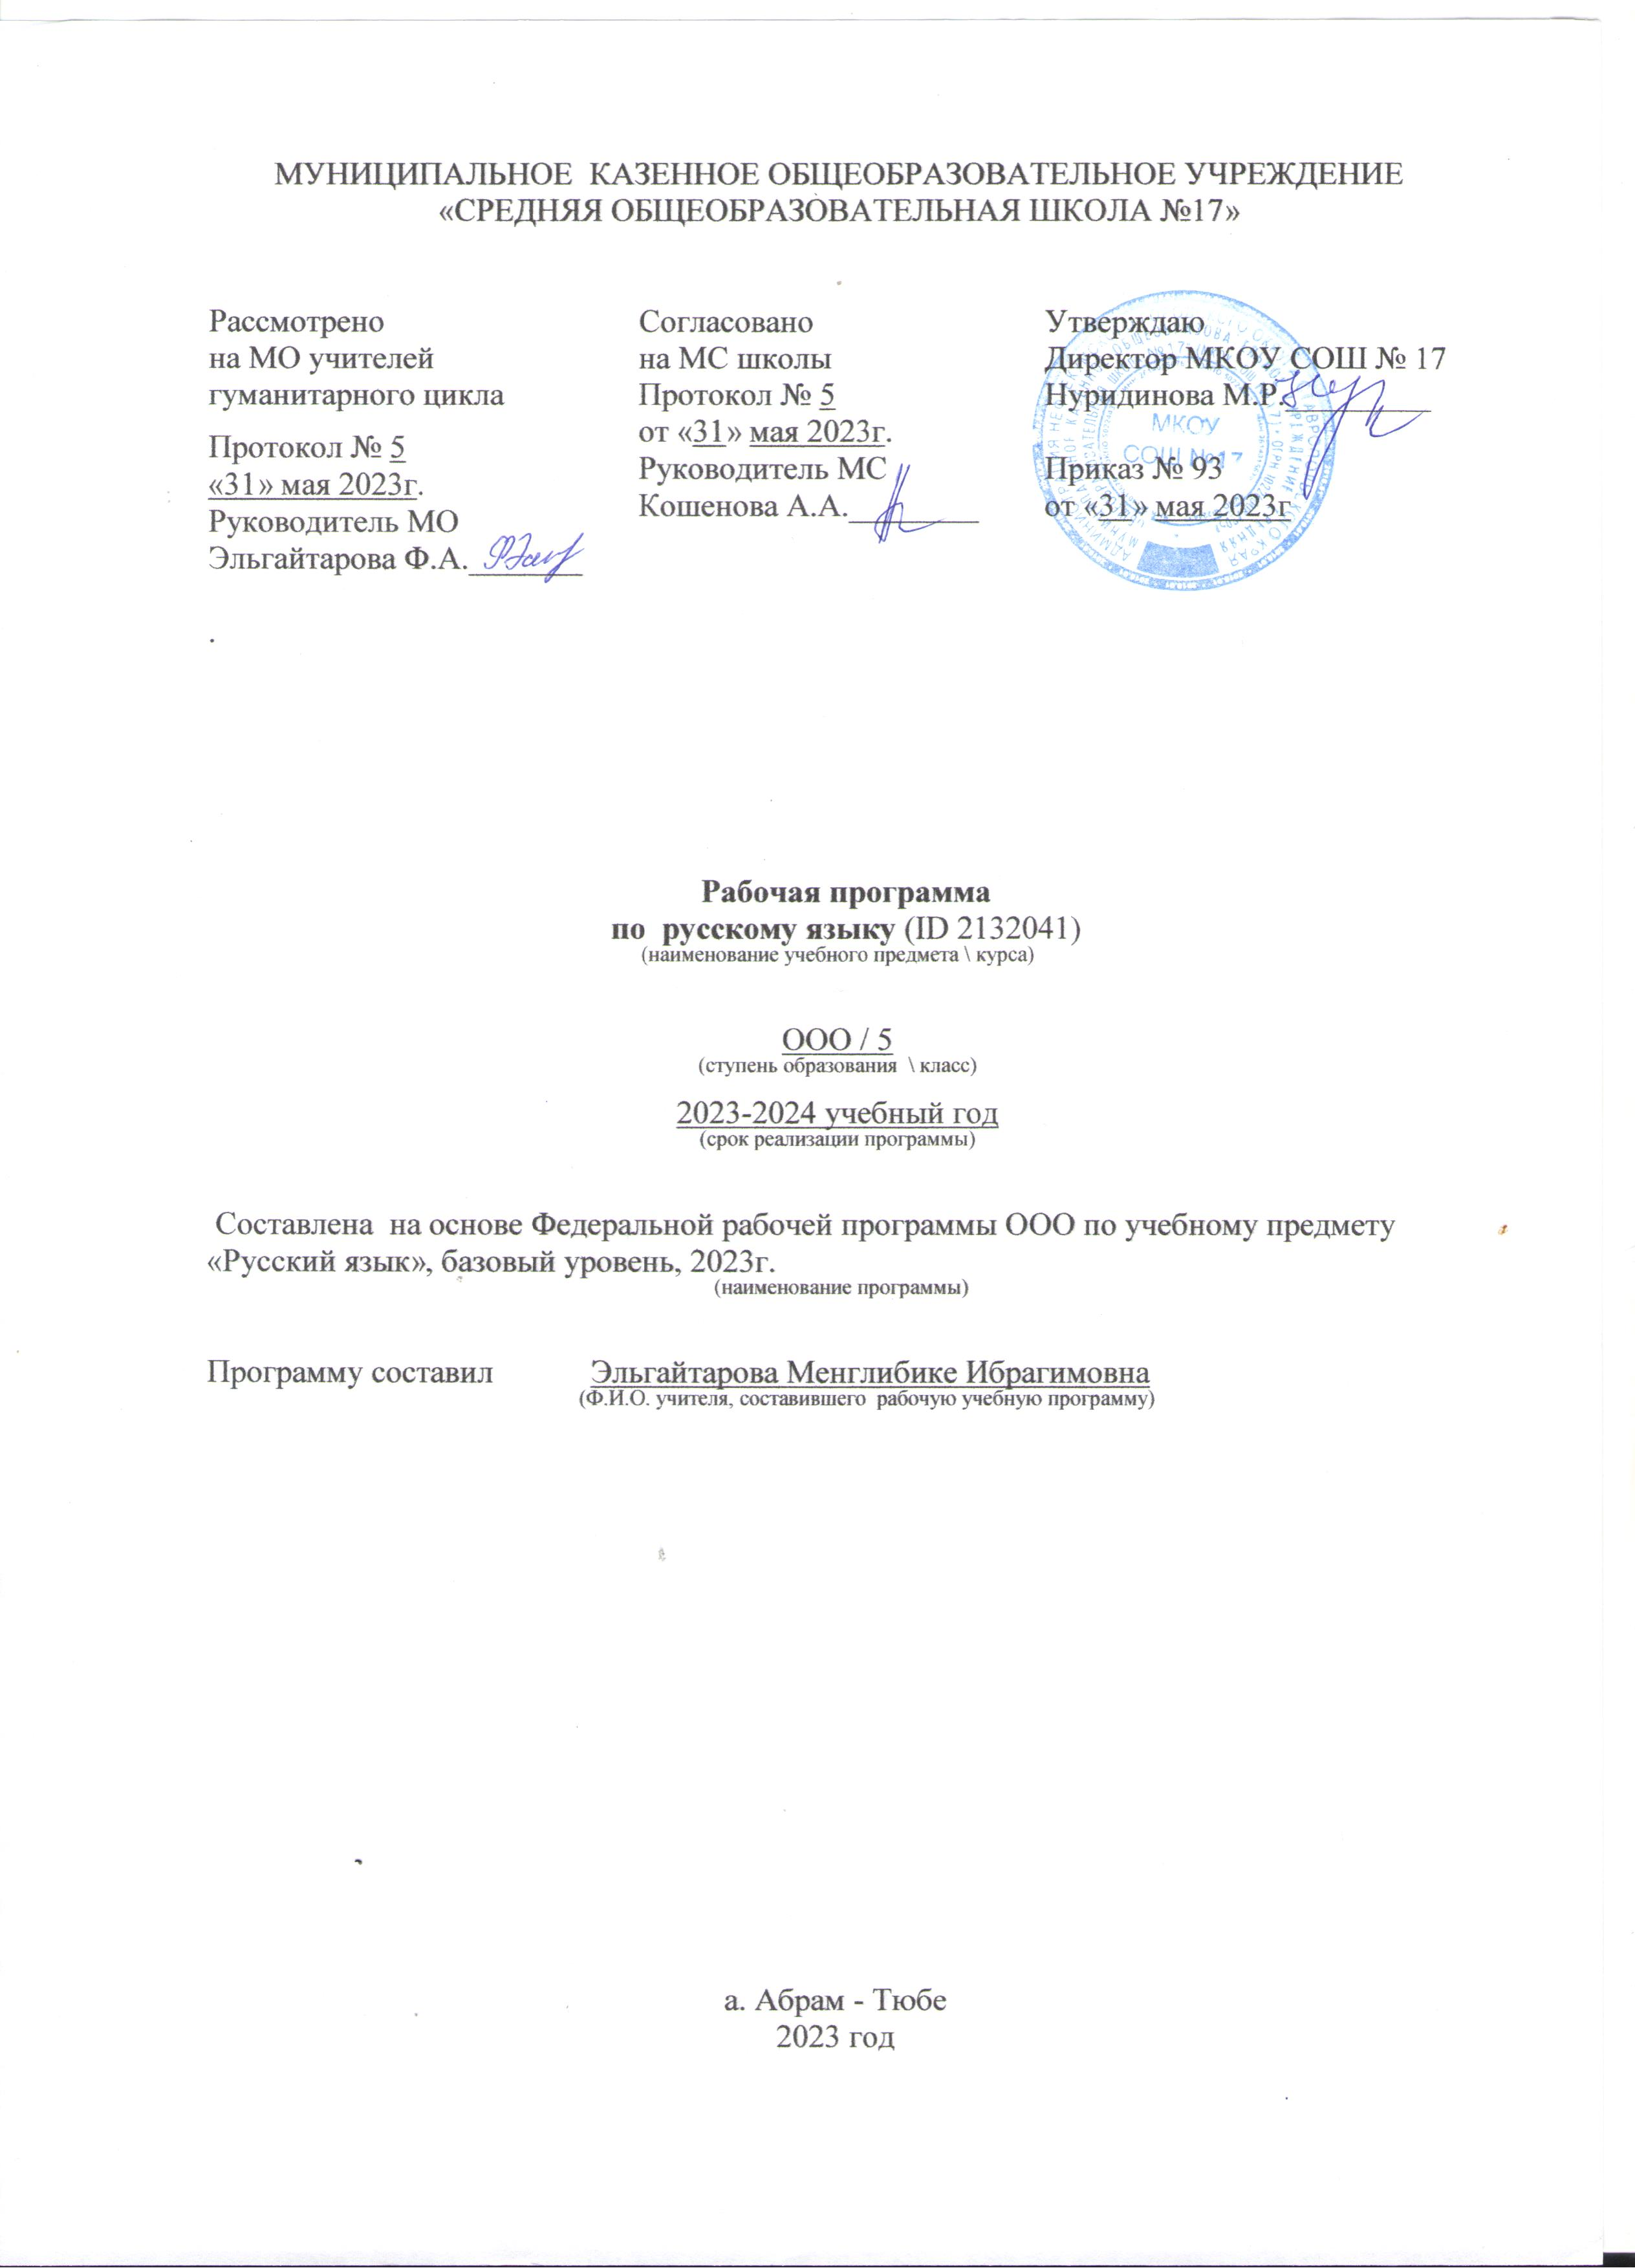 МУНИЦИПАЛЬНОЕ КАЗЕННОЕ ОБЩЕОБРАЗОВАТЕЛЬНОЕ УЧРЕЖДЕНИЕ
«СРЕДНЯЯ ОБЩЕОБРАЗОВАТЕЛЬНАЯ ШКОЛА №17»
Рассмотрено
на МО учителей
гуманитарного цикла
Протокол № 5
«31» мая 2023г.
Руководитель МО
Эльгайтарова Ф.А.
Согласовано
на МС школы
Протокол № 5
от «31» мая 2023г.
Руководитель МС
Кошенова А.А.
Утверждаю
Директор МКОУ СОШ № 17
Нуридинова М.Р.
Приказ № 93
от «31» мая 2023г
МКОУ
СОШ №17
Рабочая программа
по русскому языку (ID 2132041)
(наименование учебного предмета \ курса)
ООО / 5
(ступень образования \ класс)
2023-2024 учебный год
(срок реализации программы)
Составлена на основе Федеральной рабочей программы ООО по учебному предмету
«Русский язык», базовый уровень, 2023г.
(наименование программы)
Программу составил Эльгайтарова Менглибике Ибрагимовна
(Ф.И.О. учителя, составившего рабочую учебную программу)
а. Абрам - Тюбе
2023 год